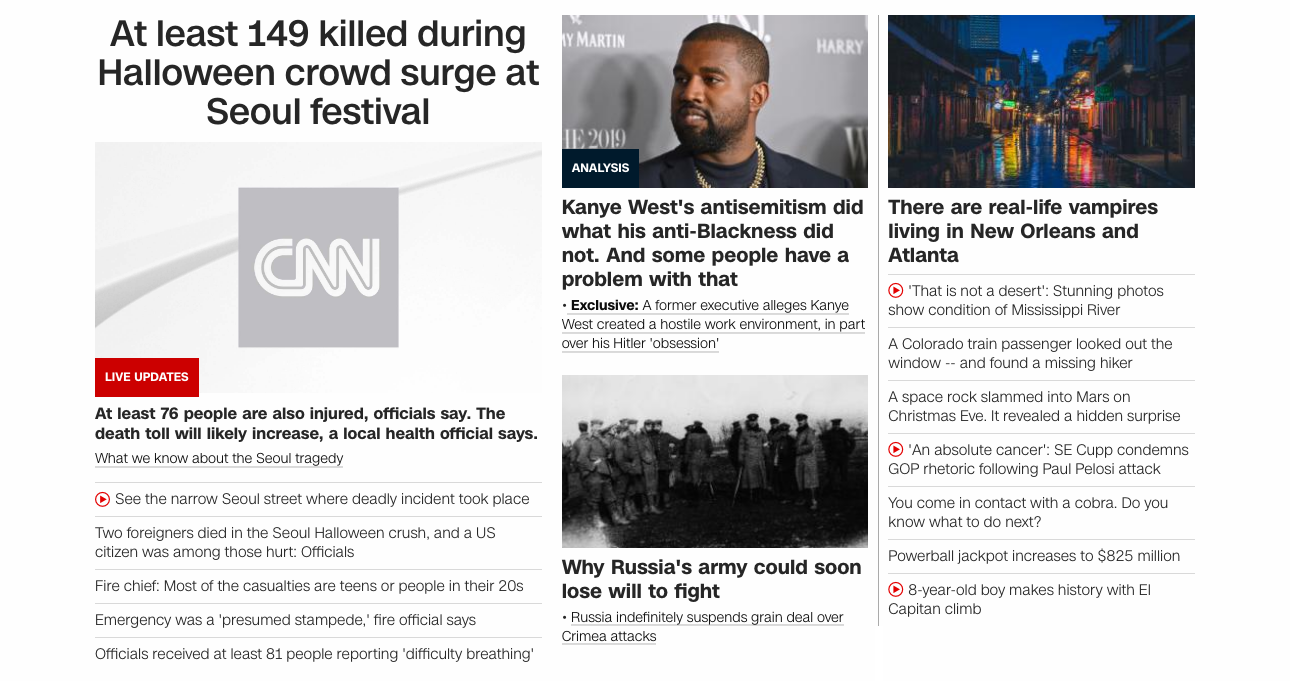 At least 149 killed during
Halloween crowd surge at
Seoul festival
CNN
LIVE UPDATES
At least 76 people are also injured, officials say. The
death toll will likely increase, a local health official says.
What we know about the Seoul tragedy
See the narrow Seoul street where deadly incident took place
Two foreigners died in the Seoul Halloween crush, and a US
citizen was among those hurt: Officials
Fire chief: Most of the casualties are teens or people in their 20s
Emergency was a 'presumed stampede,' fire official says
Officials received at least 81 people reporting 'difficulty breathing'
MY MARTIN
HARRY
HE 2019
ANALYSIS
Kanye West's antisemitism did
what his anti-Blackness did
not. And some people have a
problem with that
• Exclusive: A former executive alleges Kanye
West created a hostile work environment, in part
over his Hitler 'obsession'
Why Russia's army could soon
lose will to fight
• Russia indefinitely suspends grain deal over
Crimea attacks
There are real-life vampires
living in New Orleans and
Atlanta
'That is not a desert': Stunning photos
show condition of Mississippi River
A Colorado train passenger looked out the
window -- and found a missing hiker
A space rock slammed into Mars on
Christmas Eve. It revealed a hidden surprise
'An absolute cancer': SE Cupp condemns
GOP rhetoric following Paul Pelosi attack
You come in contact with a cobra. Do you
know what to do next?
Powerball jackpot increases to $825 million
8-year-old boy makes history with El
Capitan climb